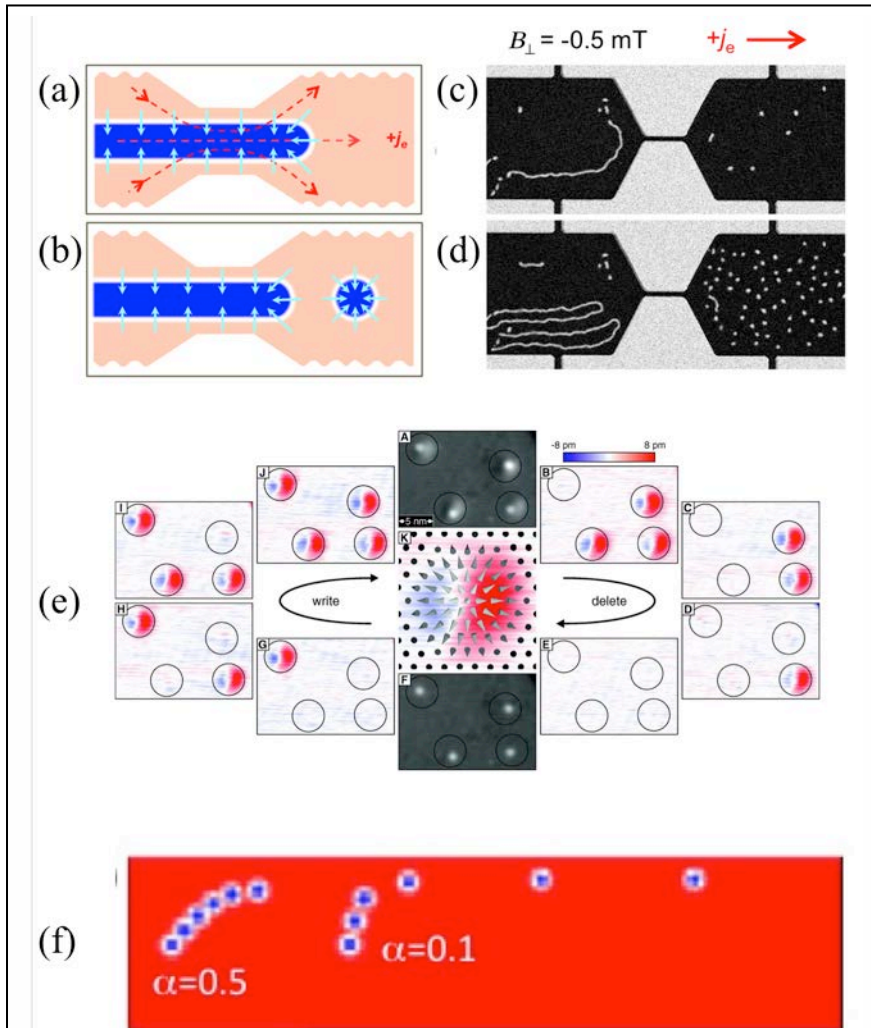 B⊥ = -0.5 mT +je
(a)
+je
(c)
(b)
(d)
A
-8 pm 8 pm
J
B
I
C
5 nm
K
(e)
write
delete
H
D
G
E
F
(f)
α=0.5
α=0.1